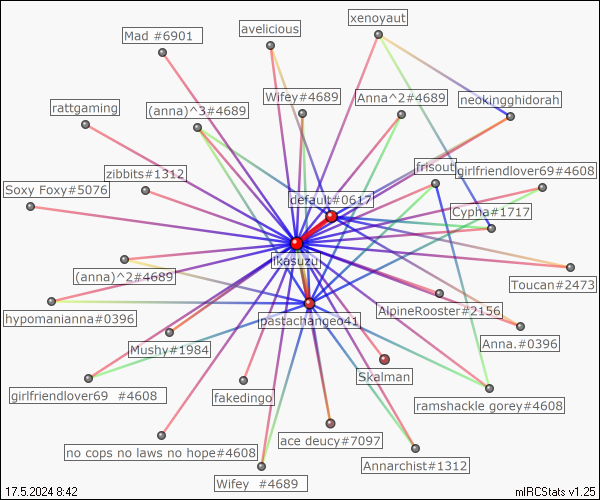 xenoyaut
avelicious
Mad #6901
Wifey#4689
Anna^2#4689
neokingghidorah
rattgaming
(anna)^3#4689
zibbits#1312
frisout
girlfriendlover69#4608
Soxy Foxy#5076
default#0617
Cypha#1717
ikasuzu
(anna)^2#4689
Toucan#2473
hypomanianna#0396
pastachangeo41
AlpineRooster#2156
Mushy#1984
Anna.#0396
Skalman
girlfriendlover69 #4608
fakedingo
ramshackle gorey#4608
no cops no laws no hope#4608
ace deucy#7097
Annarchist#1312
Wifey #4689
17.5.2024 8:42
mIRCStats v1.25